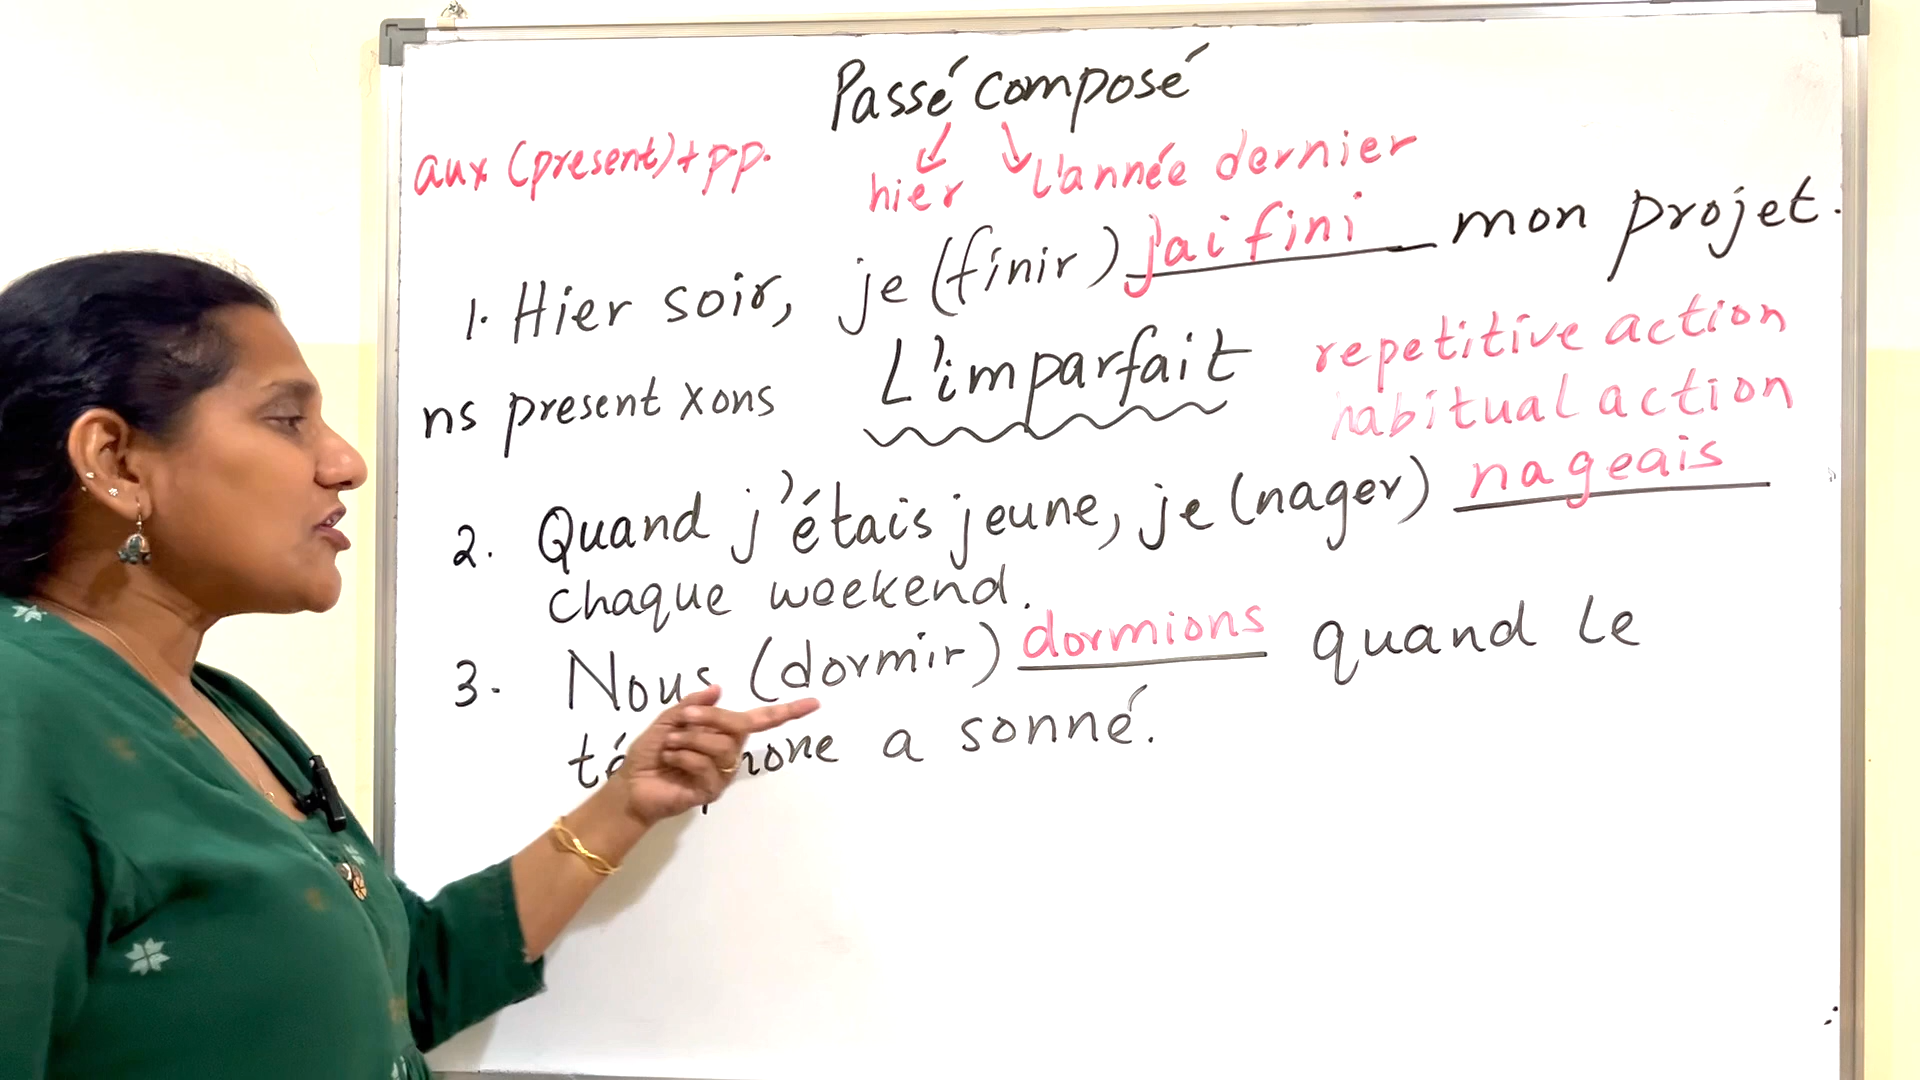 Passé composé
aux (present) + p.p.
hier
l'année dernier
1. Hier soir, je (finir) j'ai fini mon projet.
ns present xons
L'imparfait
repetitive action
habitual action
2. Quand j'étais jeune, je (nager) nageais
chaque weekend.
3. Nous (dormir) dormions quand le
a sonné.